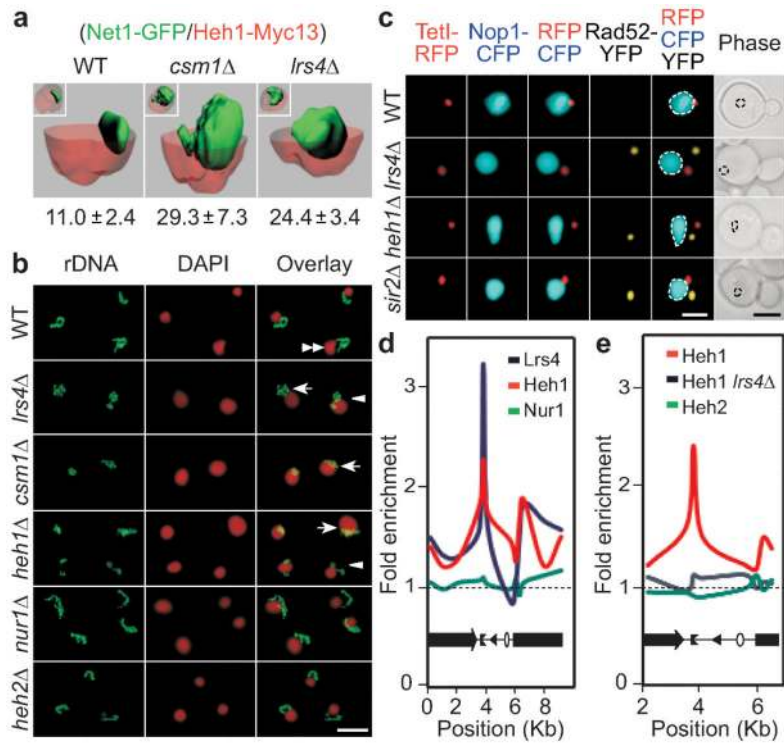 a
(Net1-GFP/Heh1-Myc13)
WT csm1Δ lrs4Δ
11.0 ± 2.4 29.3 ± 7.3 24.4 ± 3.4
b
rDNA DAPI Overlay
WT
lrs4Δ
csm1Δ
heh1Δ
nur1Δ
heh2Δ
c
TetI-RFP Nop1-CFP RFP CFP Rad52-YFP RFP CFP YFP Phase
WT
lrs4Δ
heh1Δ
sir2Δ
d
Lrs4
Heh1
Nur1
Fold enrichment
3
2
1
0
0 2 4 6 8
Position (Kb)
e
Heh1
Heh1 lrs4Δ
Heh2
Fold enrichment
3
2
1
0
2 4 6
Position (Kb)